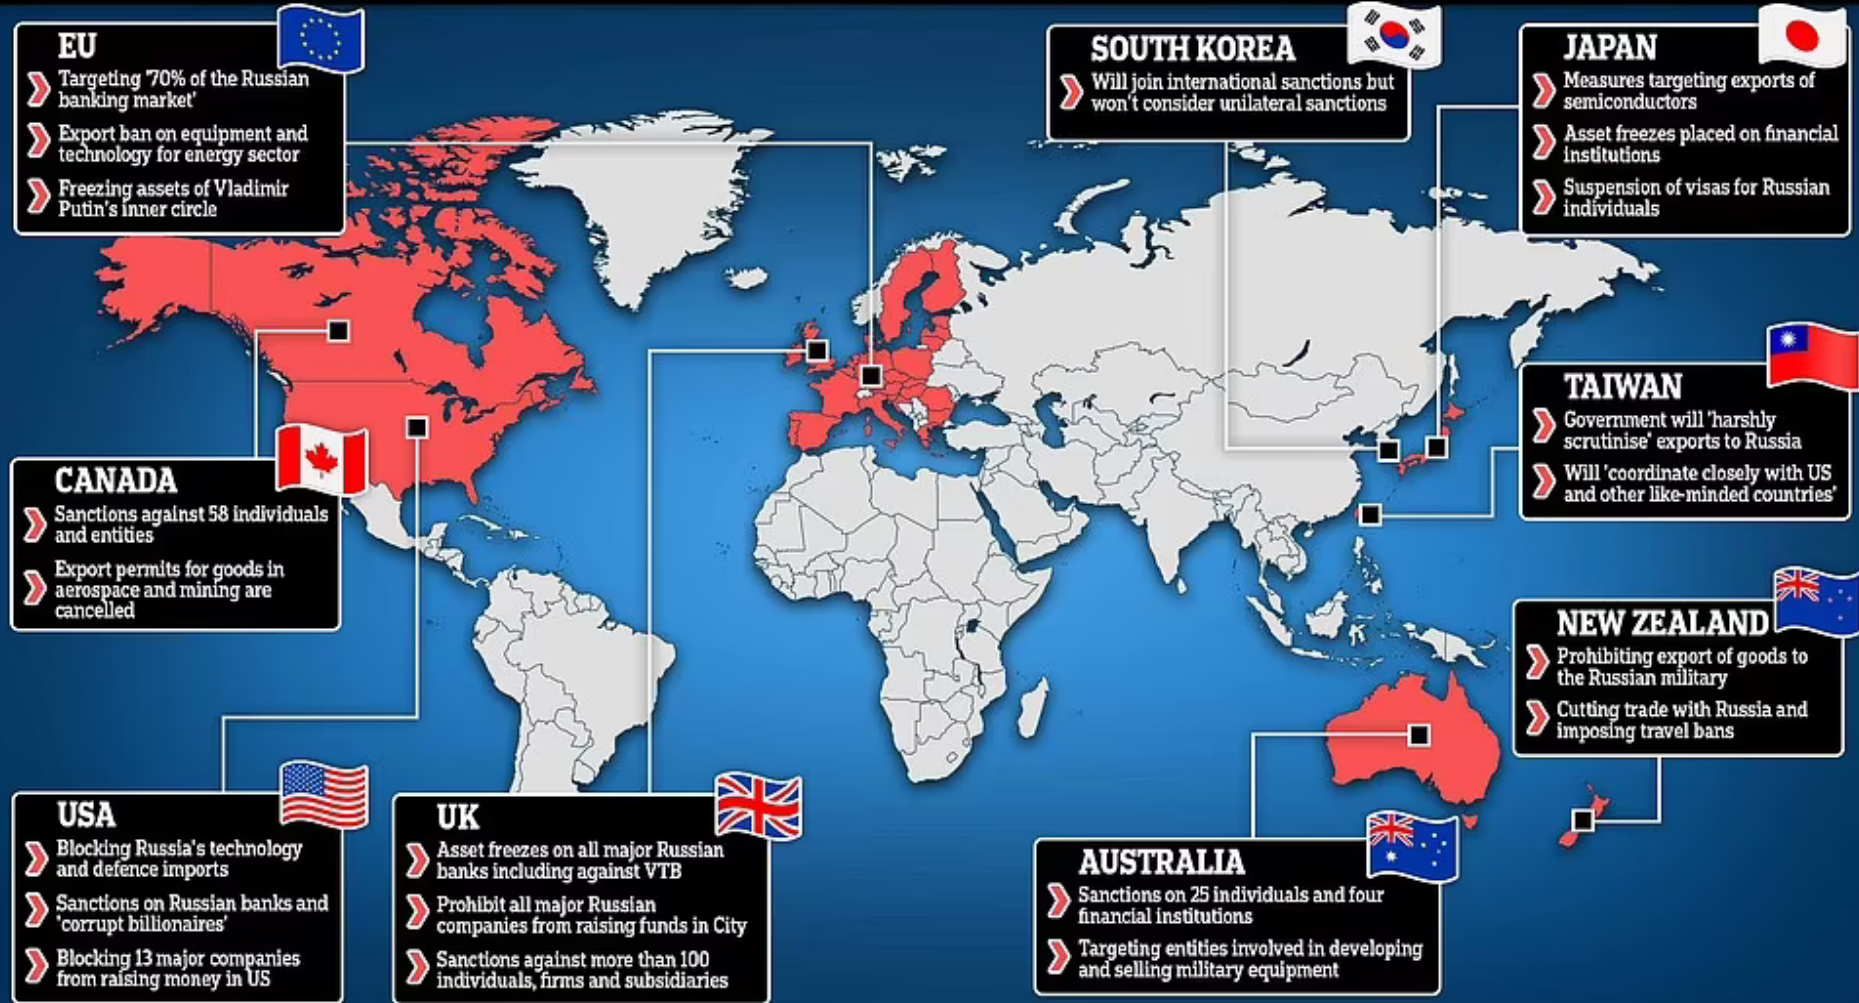 EU
Targeting '70% of the Russian
banking market'
Export ban on equipment and
technology for energy sector
Freezing assets of Vladimir
Putin's inner circle
SOUTH KOREA
Will join international sanctions but
won't consider unilateral sanctions
JAPAN
Measures targeting exports of
semiconductors
Asset freezes placed on financial
institutions
Suspension of visas for Russian
individuals
TAIWAN
Government will 'harshly
scrutinise' exports to Russia
Will 'coordinate closely with US
and other like-minded countries'
CANADA
Sanctions against 58 individuals
and entities
Export permits for goods in
aerospace and mining are
cancelled
NEW ZEALAND
Prohibiting export of goods to
the Russian military
Cutting trade with Russia and
imposing travel bans
USA
Blocking Russia's technology
and defence imports
Sanctions on Russian banks and
'corrupt billionaires'
Blocking 13 major companies
from raising money in US
UK
Asset freezes on all major Russian
banks including against VTB
Prohibit all major Russian
companies from raising funds in City
Sanctions against more than 100
individuals, firms and subsidiaries
AUSTRALIA
Sanctions on 25 individuals and four
financial institutions
Targeting entities involved in developing
and selling military equipment